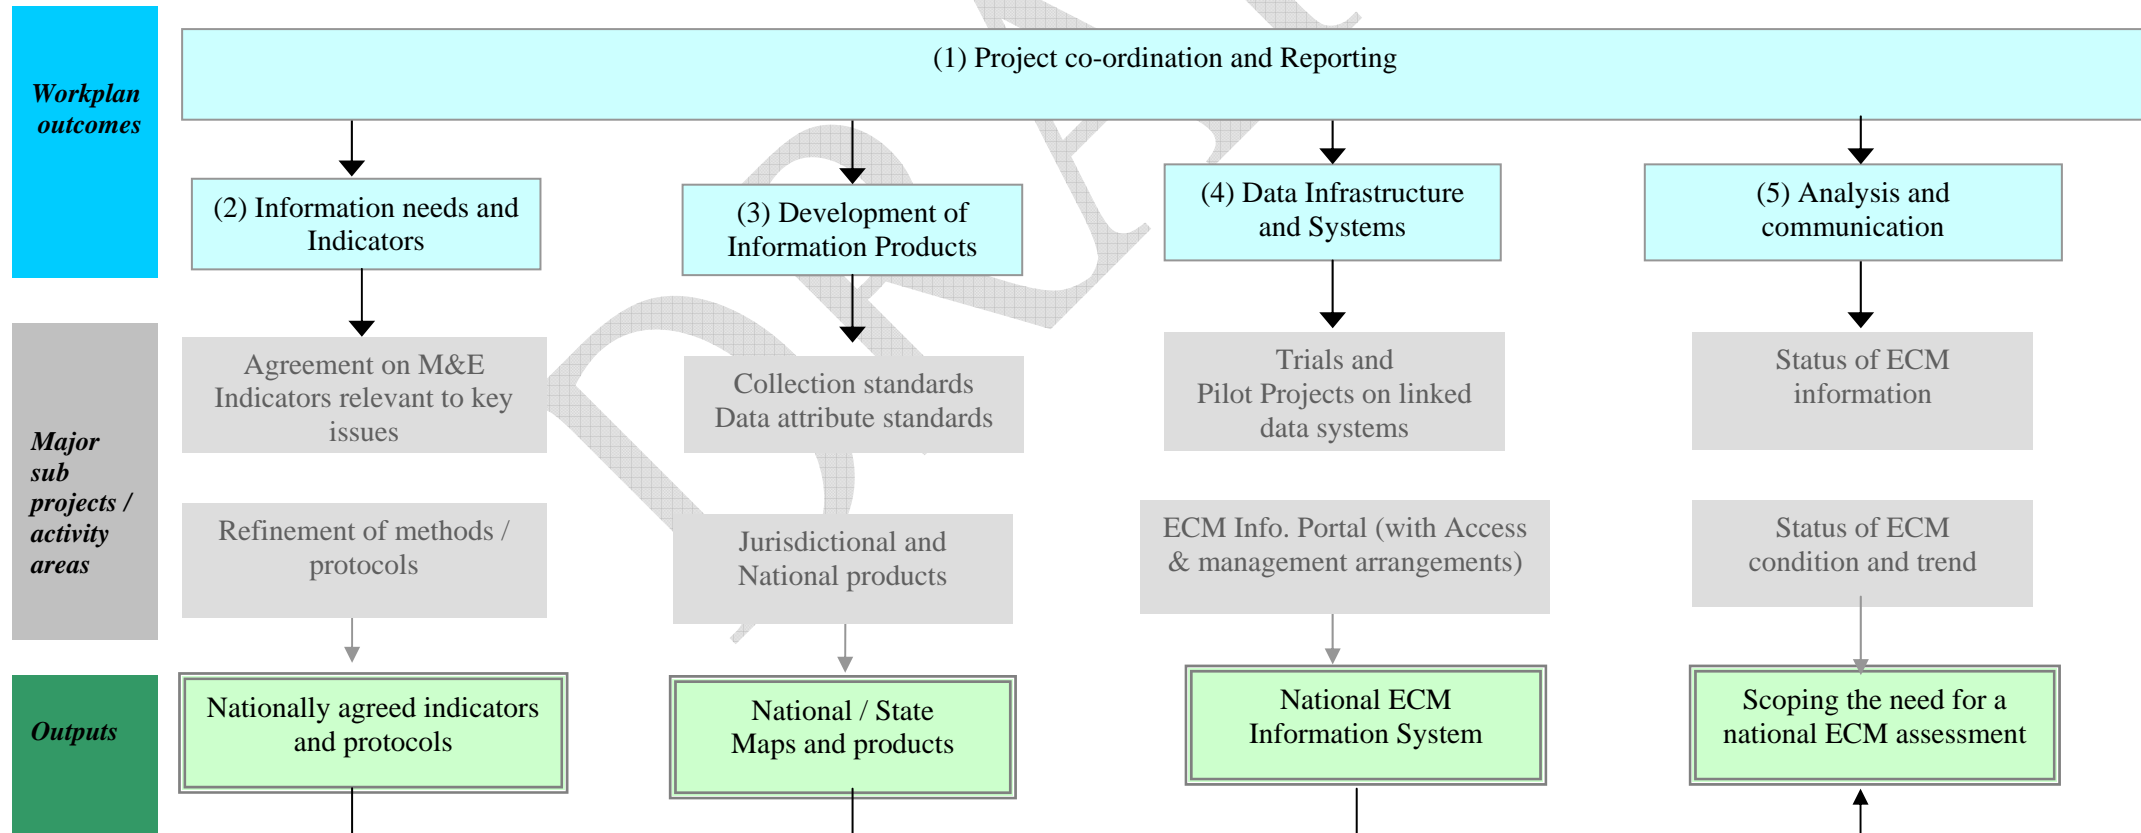 (1) Project co-ordination and Reporting
Workplan
outcomes
(2) Information needs and
Indicators
(3) Development of
Information Products
(4) Data Infrastructure
and Systems
(5) Analysis and
communication
Major
sub
projects /
activity
areas
Agreement on M&E
Indicators relevant to key
issues
Collection standards
Data attribute standards
Trials and
Pilot Projects on linked
data systems
Status of ECM
information
Refinement of methods /
protocols
Jurisdictional and
National products
ECM Info. Portal (with Access
& management arrangements)
Status of ECM
condition and trend
Outputs
Nationally agreed indicators
and protocols
National / State
Maps and products
National ECM
Information System
Scoping the need for a
national ECM assessment